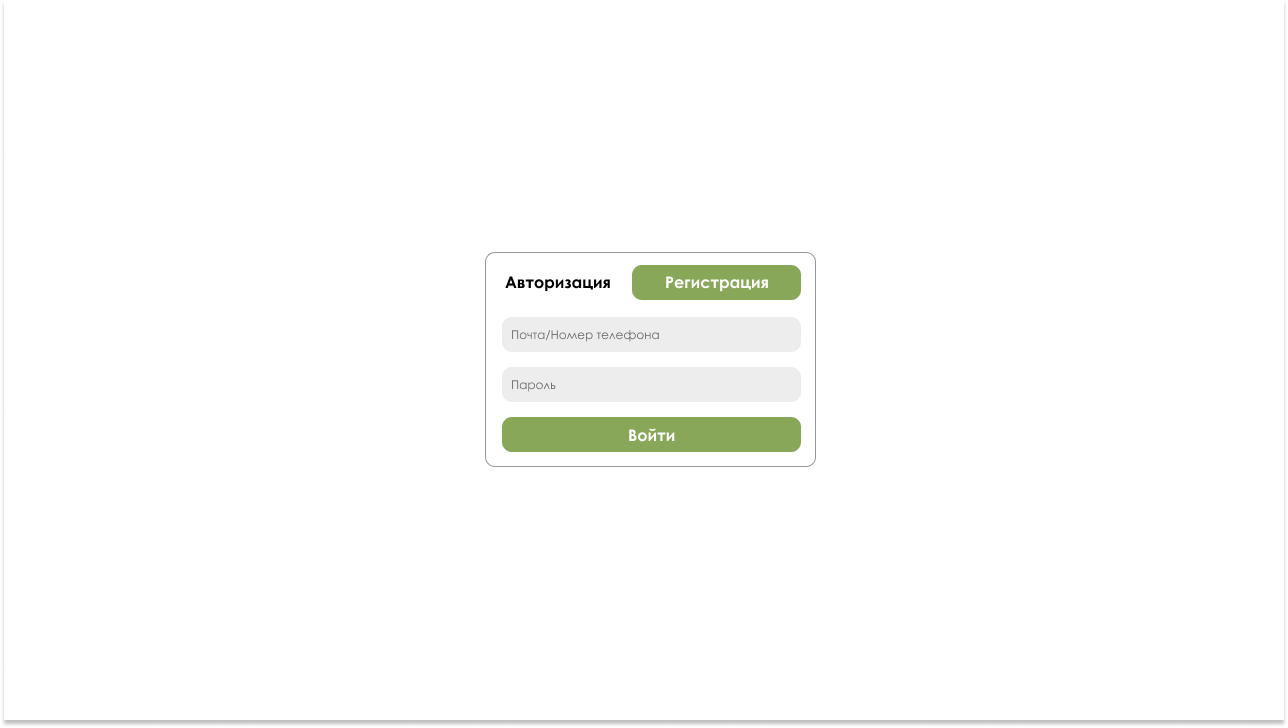 Авторизация
Регистрация
Почта/Номер телефона
Пароль
Войти